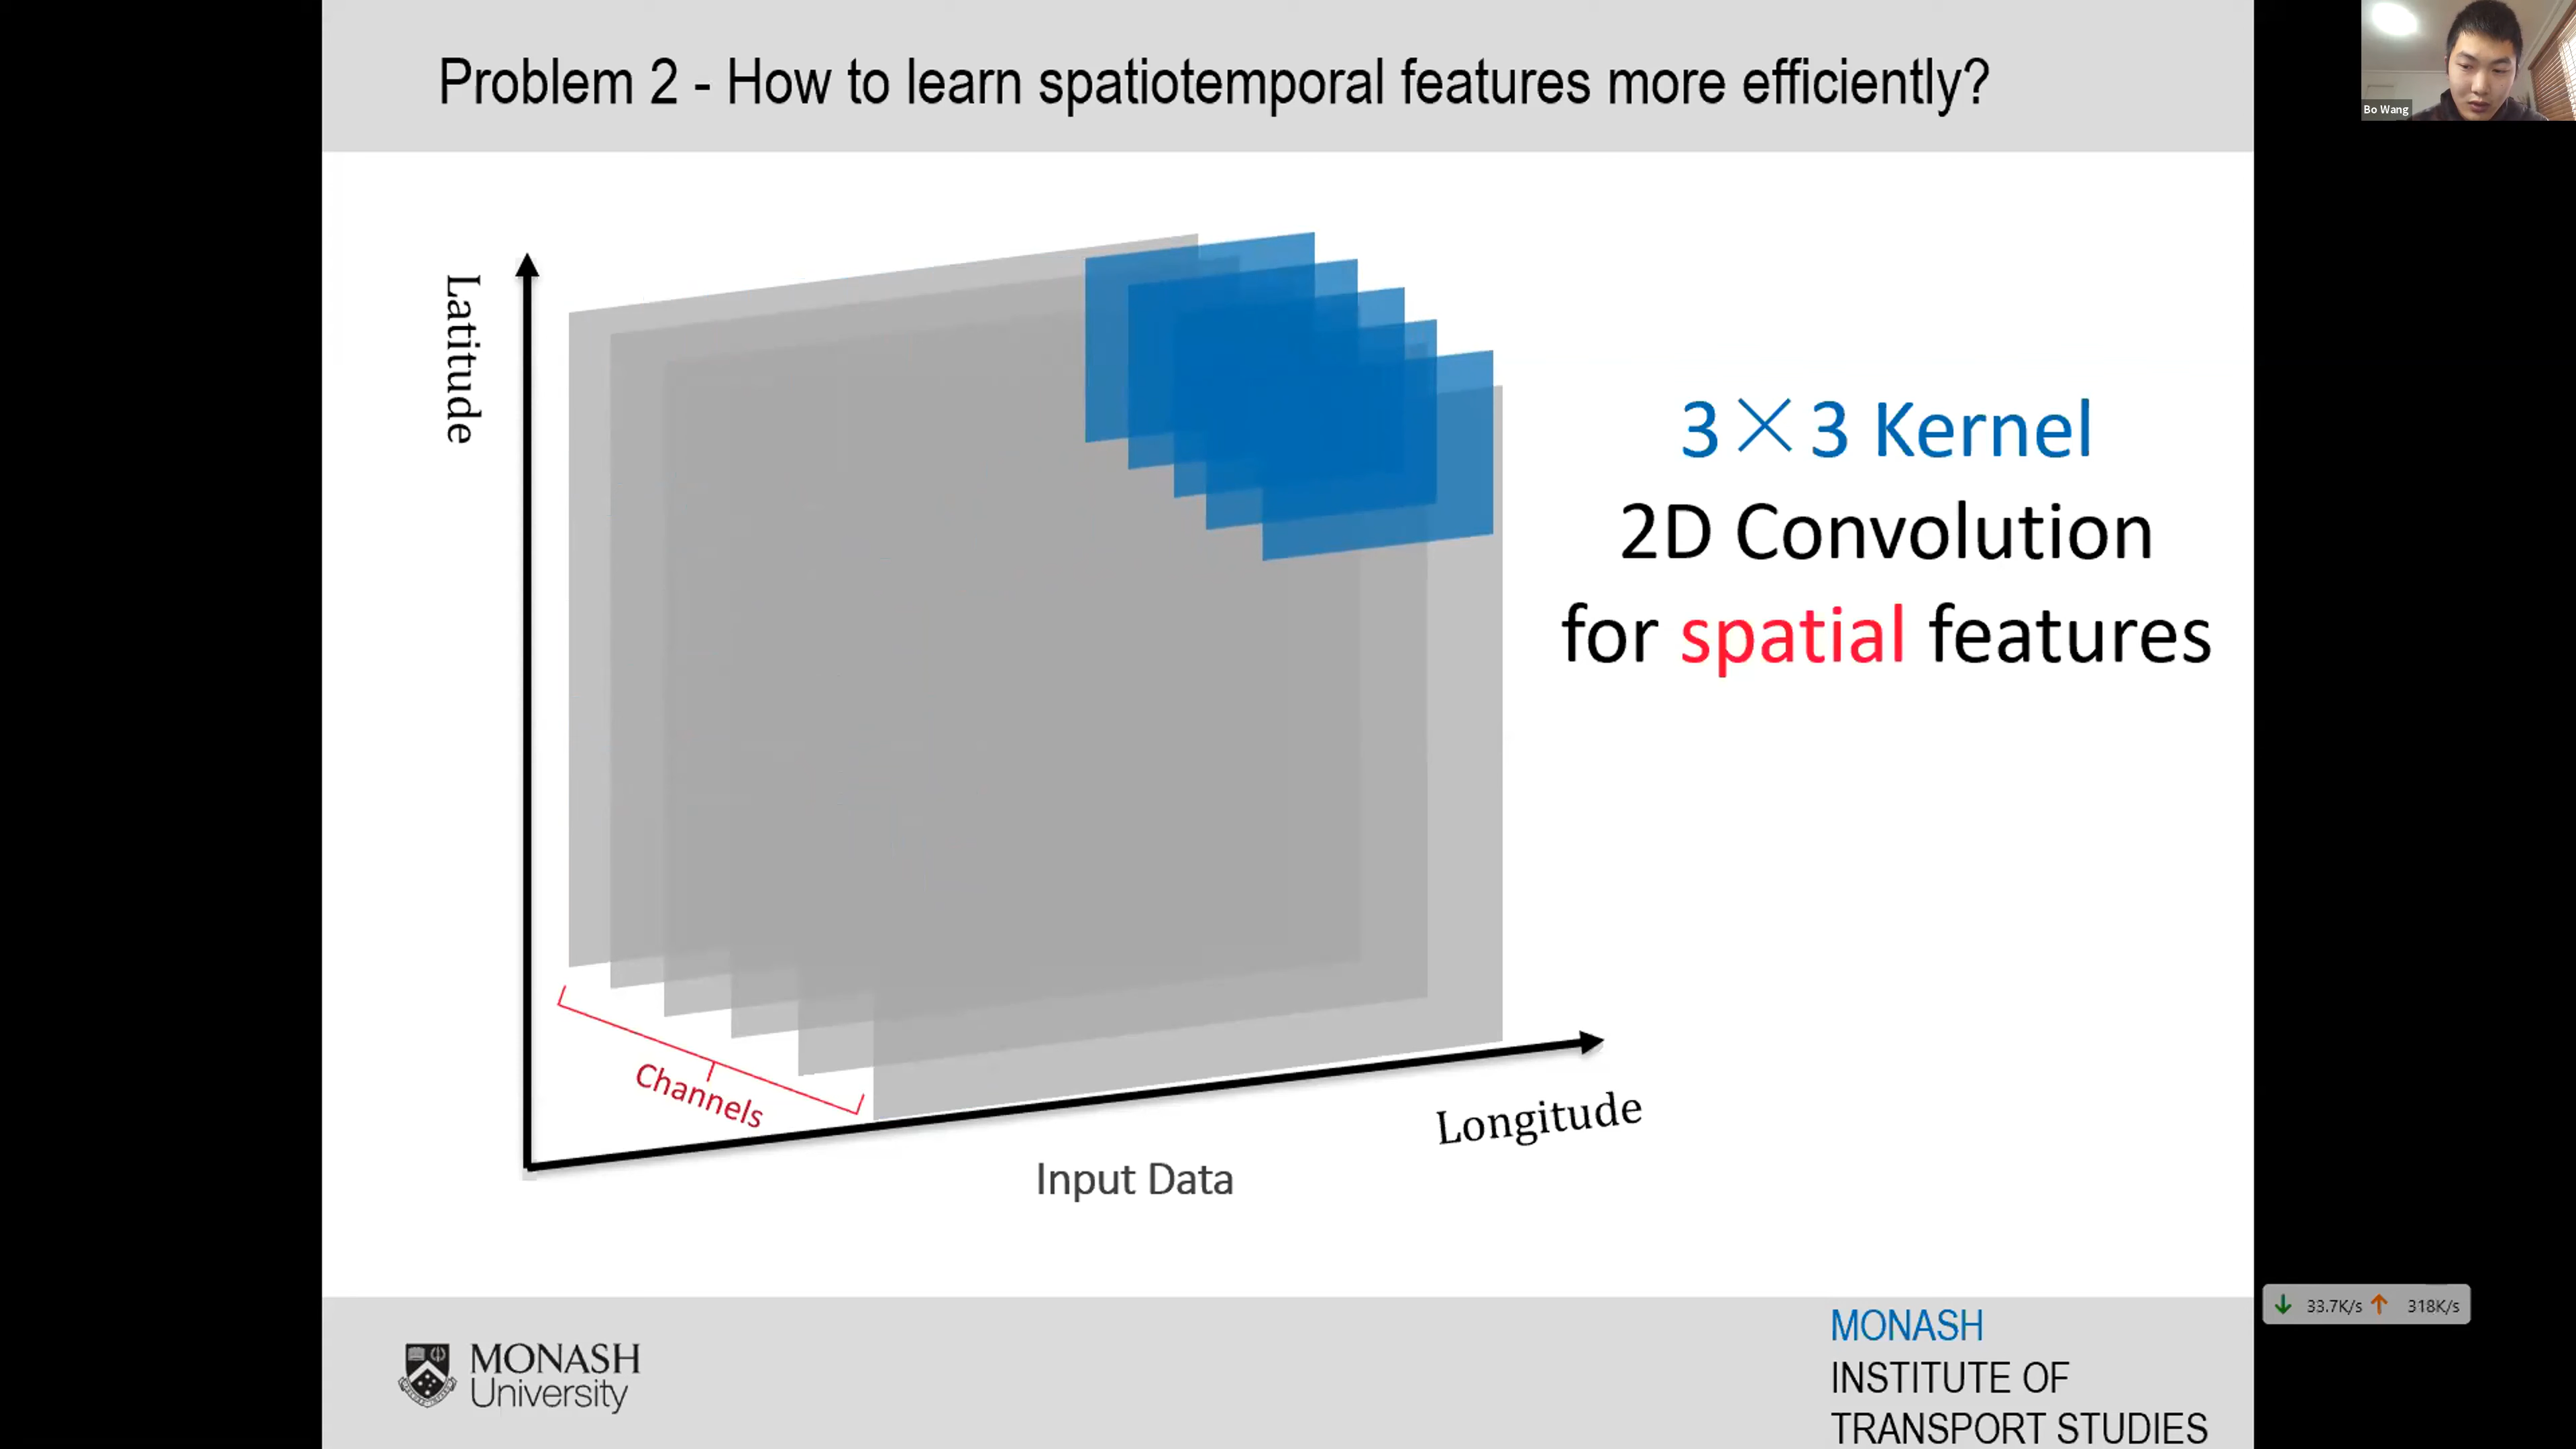 Problem 2 - How to learn spatiotemporal features more efficiently?
Bo Wang
Latitude
3×3 Kernel
2D Convolution
for spatial features
Channels
Longitude
Input Data
33.7K/s 318K/s
MONASH
University
MONASH
INSTITUTE OF
TRANSPORT STUDIES